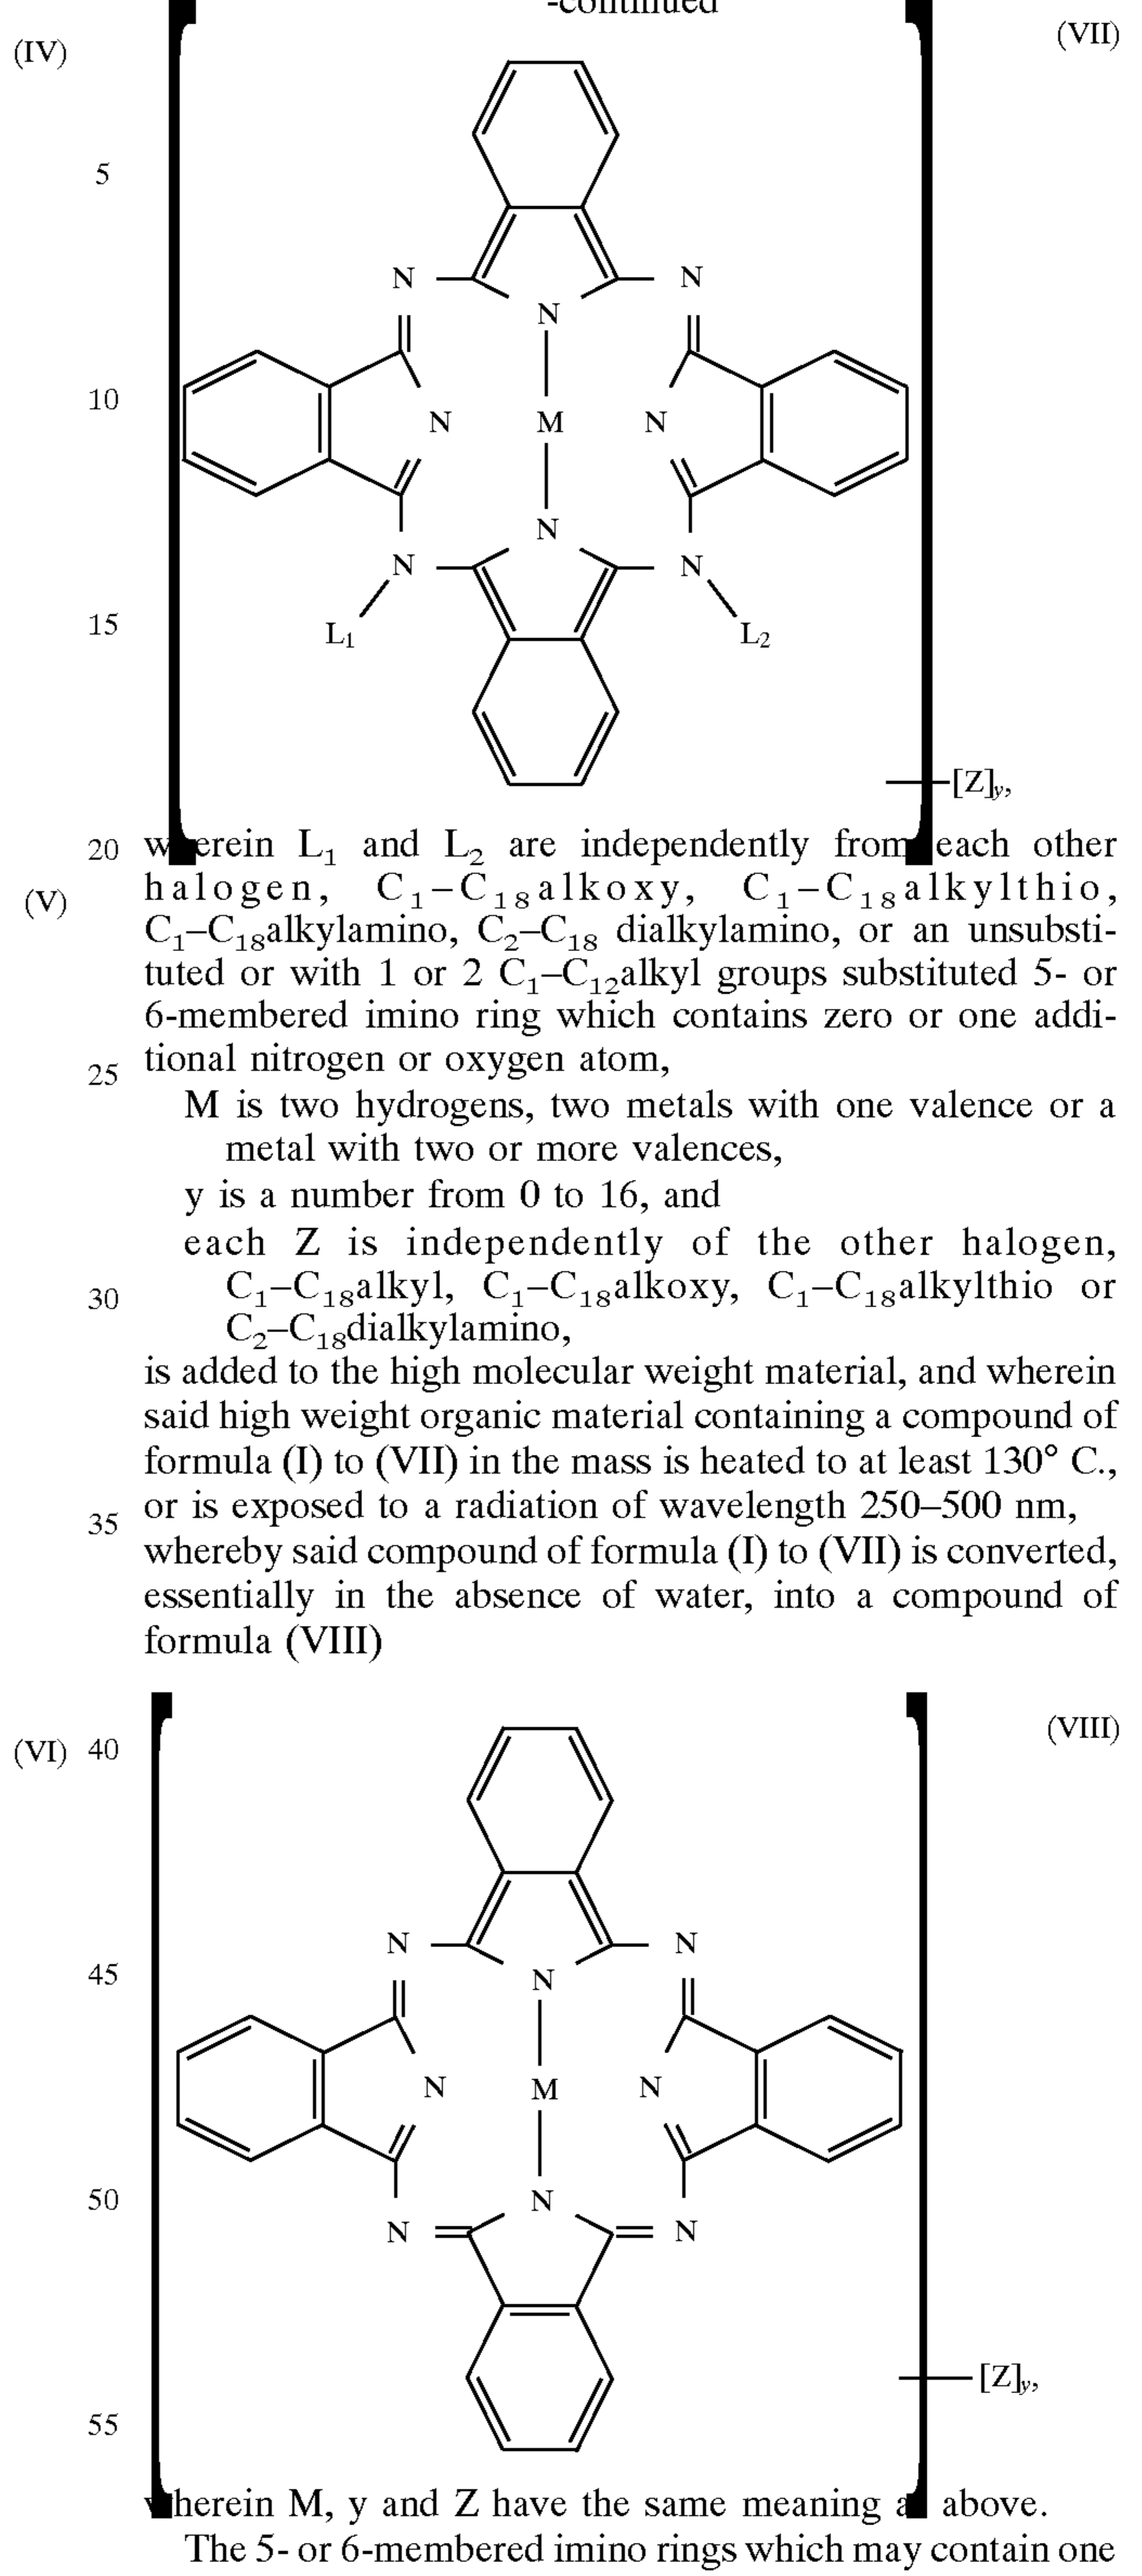 -continued
(IV)
(VII)
5
N
N
N
10
N
M
N
N
N
N
15
L₁
L₂
[Z]y,
20
wherein L₁ and L₂ are independently from each other
(V)
halogen, C₁–C₁₈alkoxy, C₁–C₁₈alkylthio,
C₁–C₁₈alkylamino, C₂–C₁₈ dialkylamino, or an unsubsti-
tuted or with 1 or 2 C₁–C₁₂alkyl groups substituted 5- or
6-membered imino ring which contains zero or one addi-
25
tional nitrogen or oxygen atom,
M is two hydrogens, two metals with one valence or a
metal with two or more valences,
y is a number from 0 to 16, and
each Z is independently of the other halogen,
30
C₁–C₁₈alkyl, C₁–C₁₈alkoxy, C₁–C₁₈alkylthio or
C₂–C₁₈dialkylamino,
is added to the high molecular weight material, and wherein
said high weight organic material containing a compound of
formula (I) to (VII) in the mass is heated to at least 130° C.,
35
or is exposed to a radiation of wavelength 250–500 nm,
whereby said compound of formula (I) to (VII) is converted,
essentially in the absence of water, into a compound of
formula (VIII)
(VI)
40
(VIII)
N
N
45
N
N
M
N
50
N
N
N
[Z]y,
55
wherein M, y and Z have the same meaning as above.
The 5- or 6-membered imino rings which may contain one